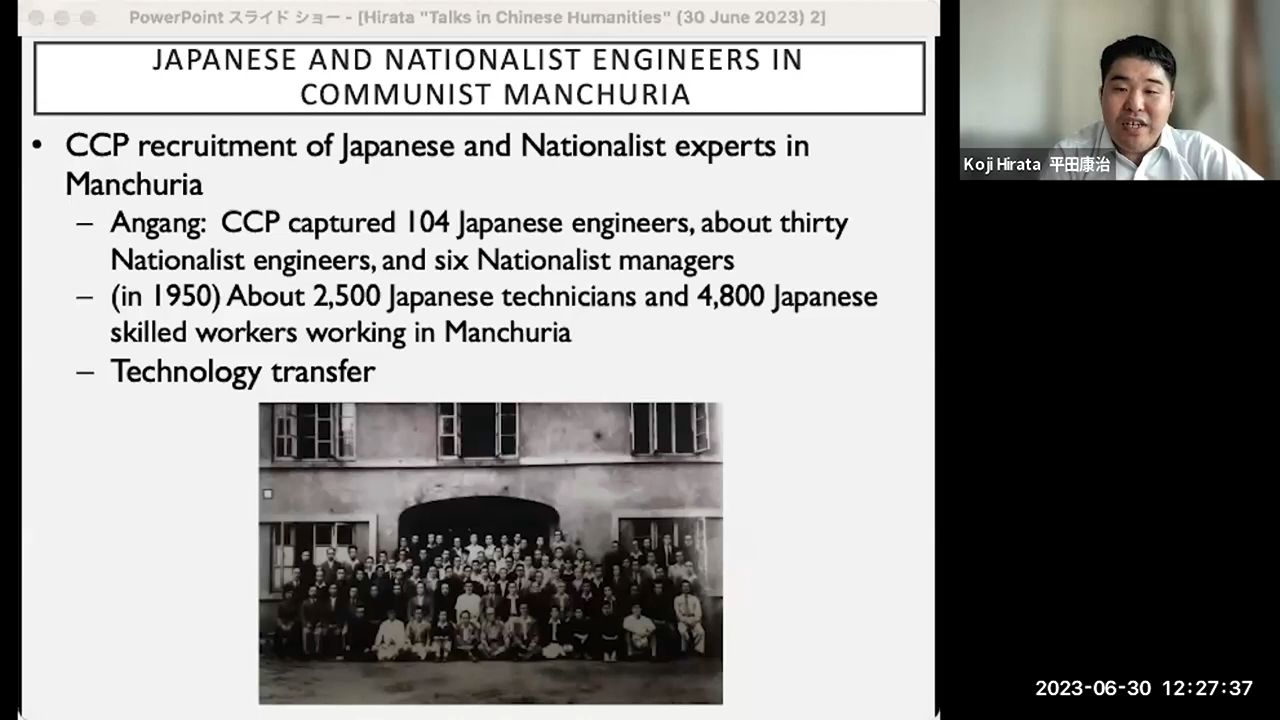 PowerPoint スライド ショー - [Hirata "Talks in Chinese Humanities" (30 June 2023) 2]
JAPANESE AND NATIONALIST ENGINEERS IN
COMMUNIST MANCHURIA
• CCP recruitment of Japanese and Nationalist experts in
Manchuria
– Angang: CCP captured 104 Japanese engineers, about thirty
Nationalist engineers, and six Nationalist managers
– (in 1950) About 2,500 Japanese technicians and 4,800 Japanese
skilled workers working in Manchuria
– Technology transfer
Koji Hirata 平田康治
2023-06-30 12:27:37